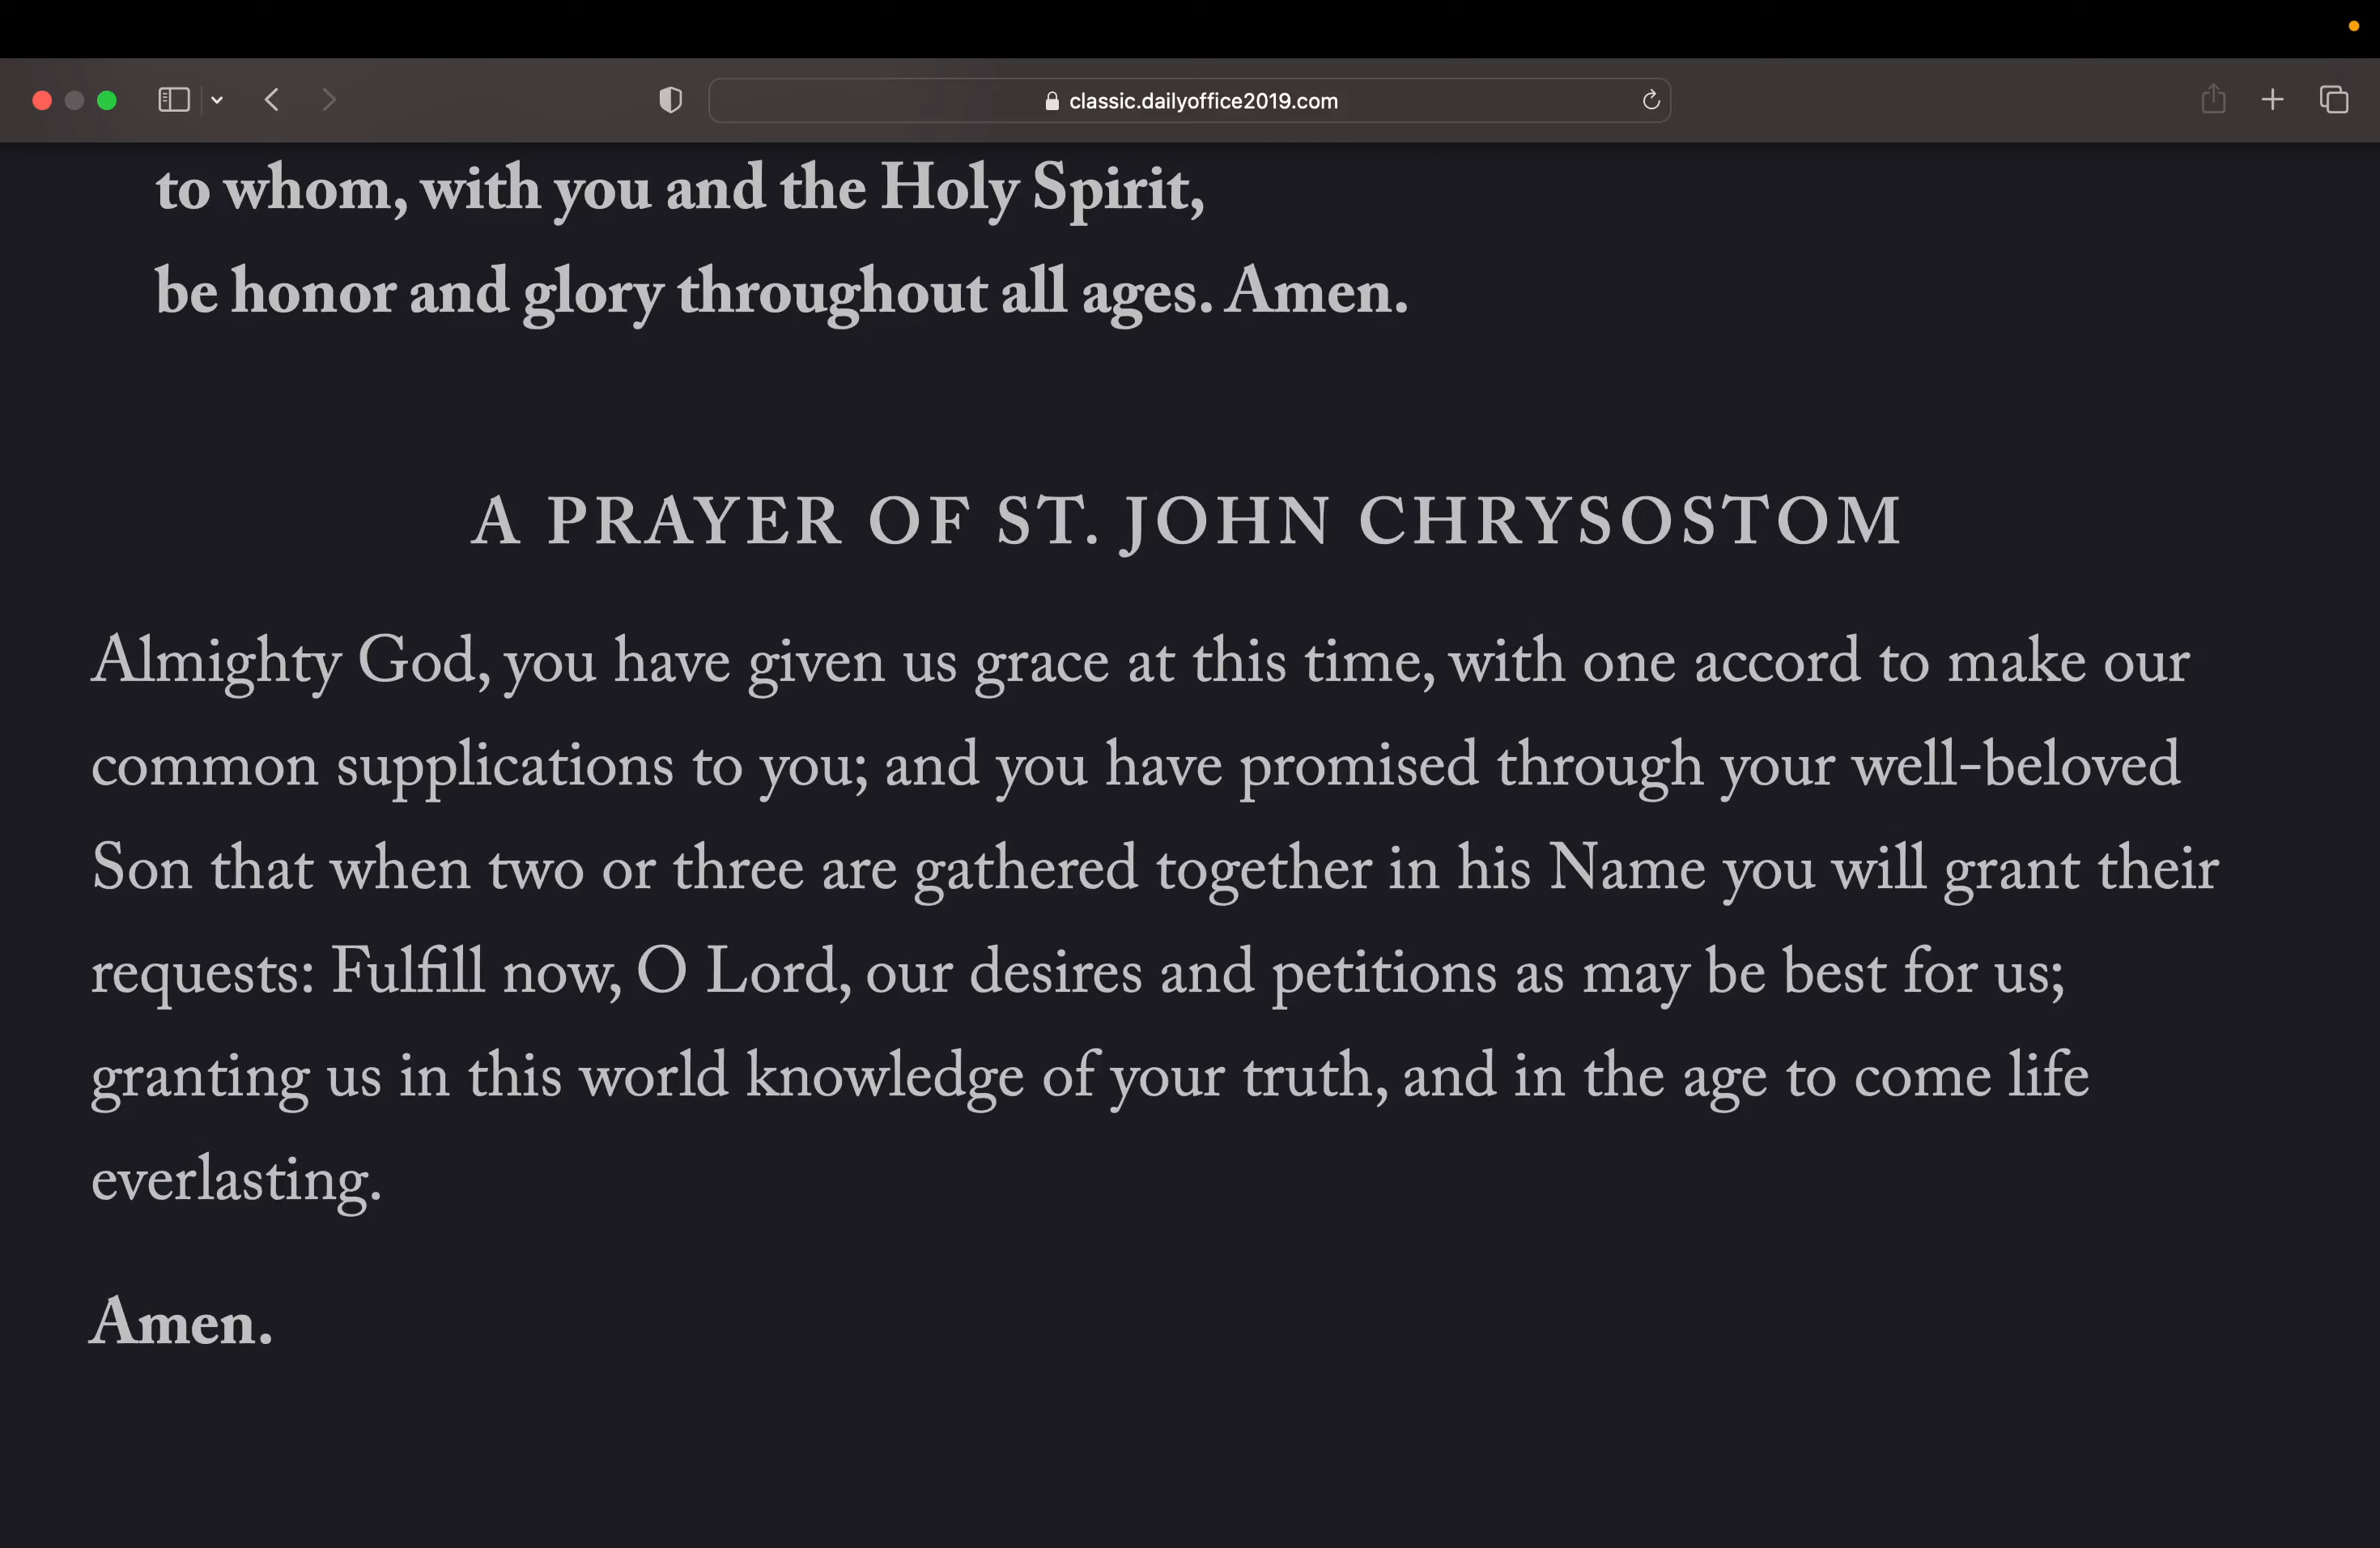 classic.dailyoffice2019.com
to whom, with you and the Holy Spirit,
be honor and glory throughout all ages. Amen.
A PRAYER OF ST. JOHN CHRYSOSTOM
Almighty God, you have given us grace at this time, with one accord to make our
common supplications to you; and you have promised through your well-beloved
Son that when two or three are gathered together in his Name you will grant their
requests: Fulfill now, O Lord, our desires and petitions as may be best for us;
granting us in this world knowledge of your truth, and in the age to come life
everlasting.
Amen.